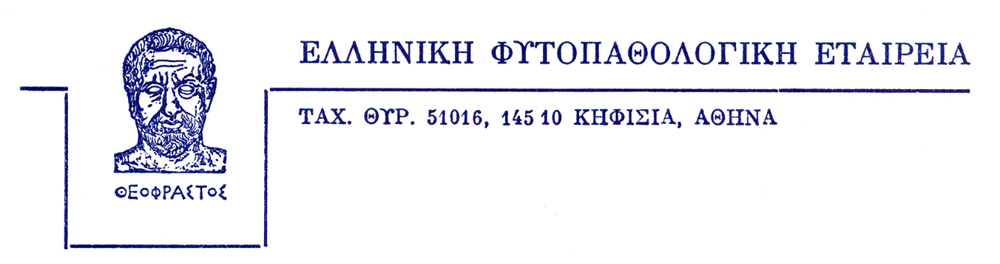 ΕΛΛΗΝΙΚΗ ΦΥΤΟΠΑΘΟΛΟΓΙΚΗ ΕΤΑΙΡΕΙΑ
ΤΑΧ. ΘΥΡ. 51016, 145 10 ΚΗΦΙΣΙΑ, ΑΘΗΝΑ
ΘΕΟΦΡΑΣΤΟΣ